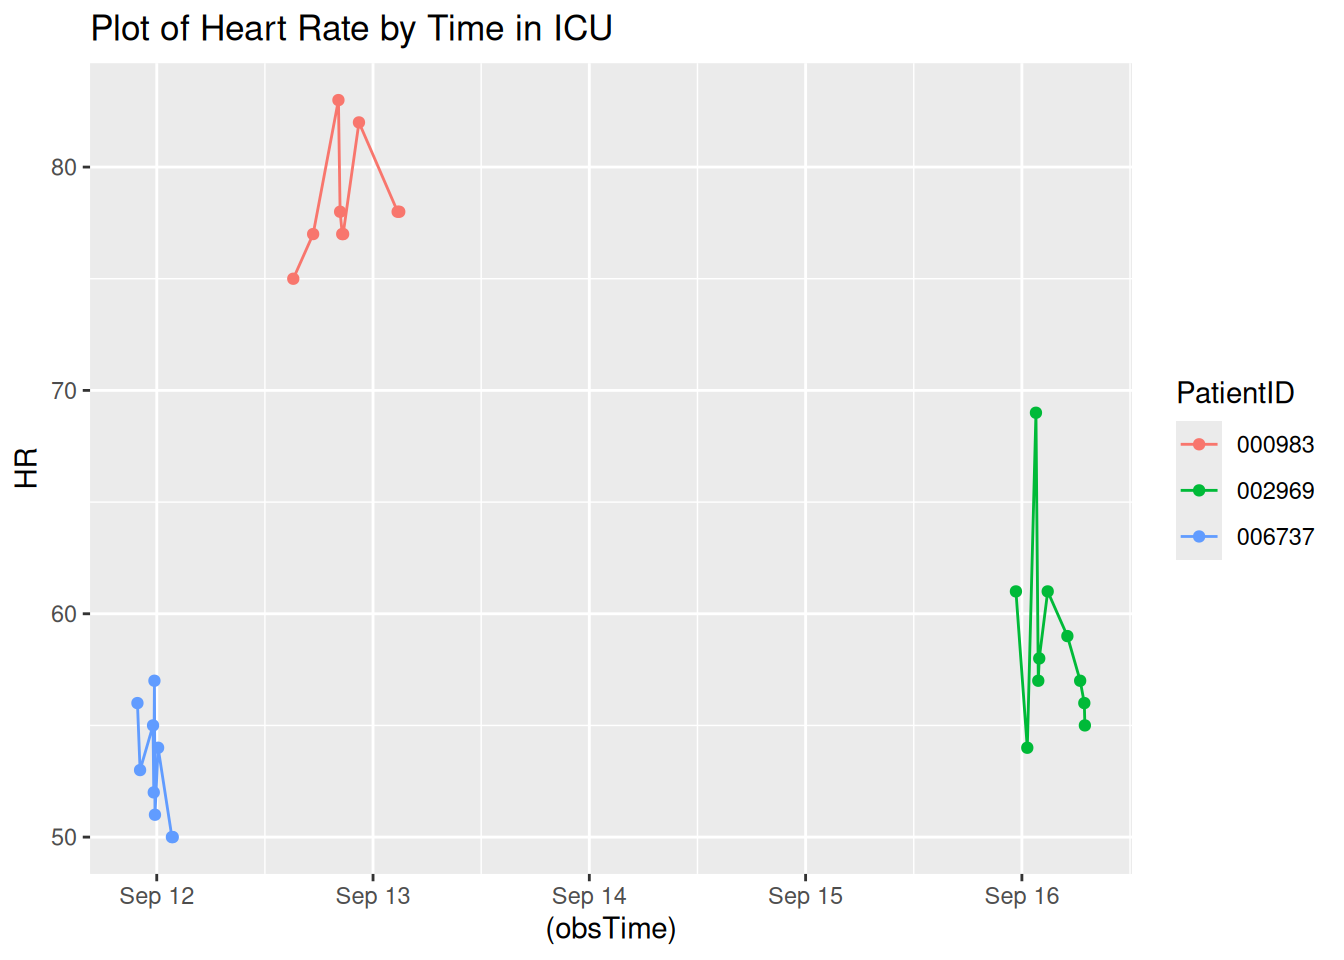 Plot of Heart Rate by Time in ICU
80
70
60
50
HR
Sep 12
Sep 13
Sep 14
Sep 15
Sep 16
(obsTime)
PatientID
000983
002969
006737